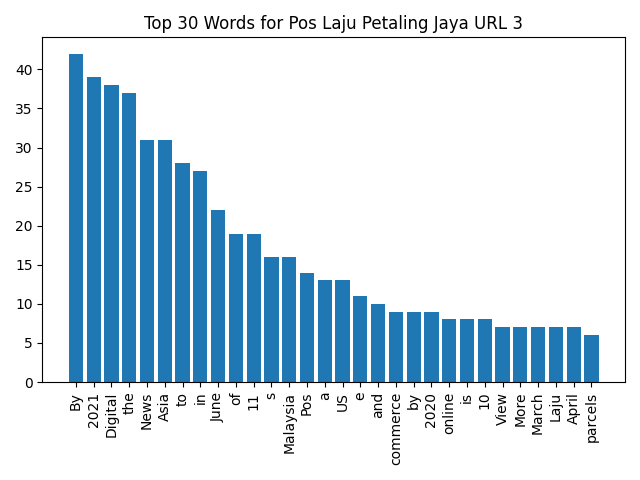 Top 30 Words for Pos Laju Petaling Jaya URL 3
40
35
30
25
20
15
10
5
0
By
2021
Digital
the
News
Asia
to
in
June
of
11
s
Malaysia
Pos
a
US
e
and
commerce
by
2020
online
is
10
View
More
March
Laju
April
parcels